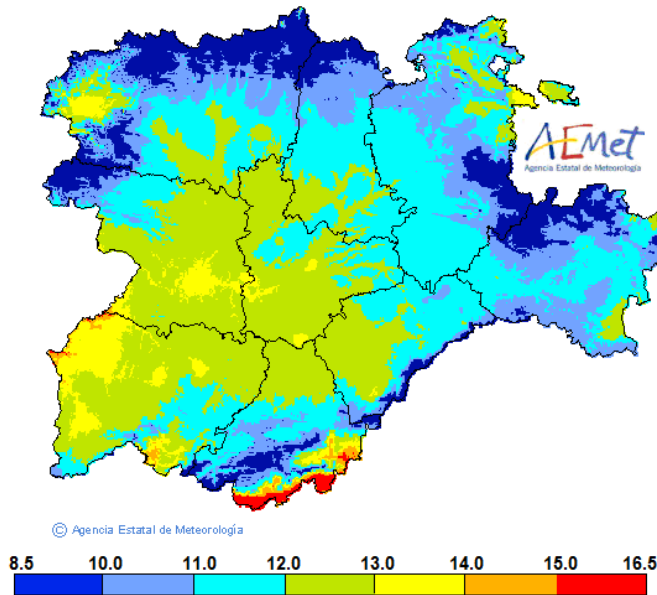 AEMet
Agencia Estatal de Meteorología
© Agencia Estatal de Meteorología
8.5 10.0 11.0 12.0 13.0 14.0 15.0 16.5